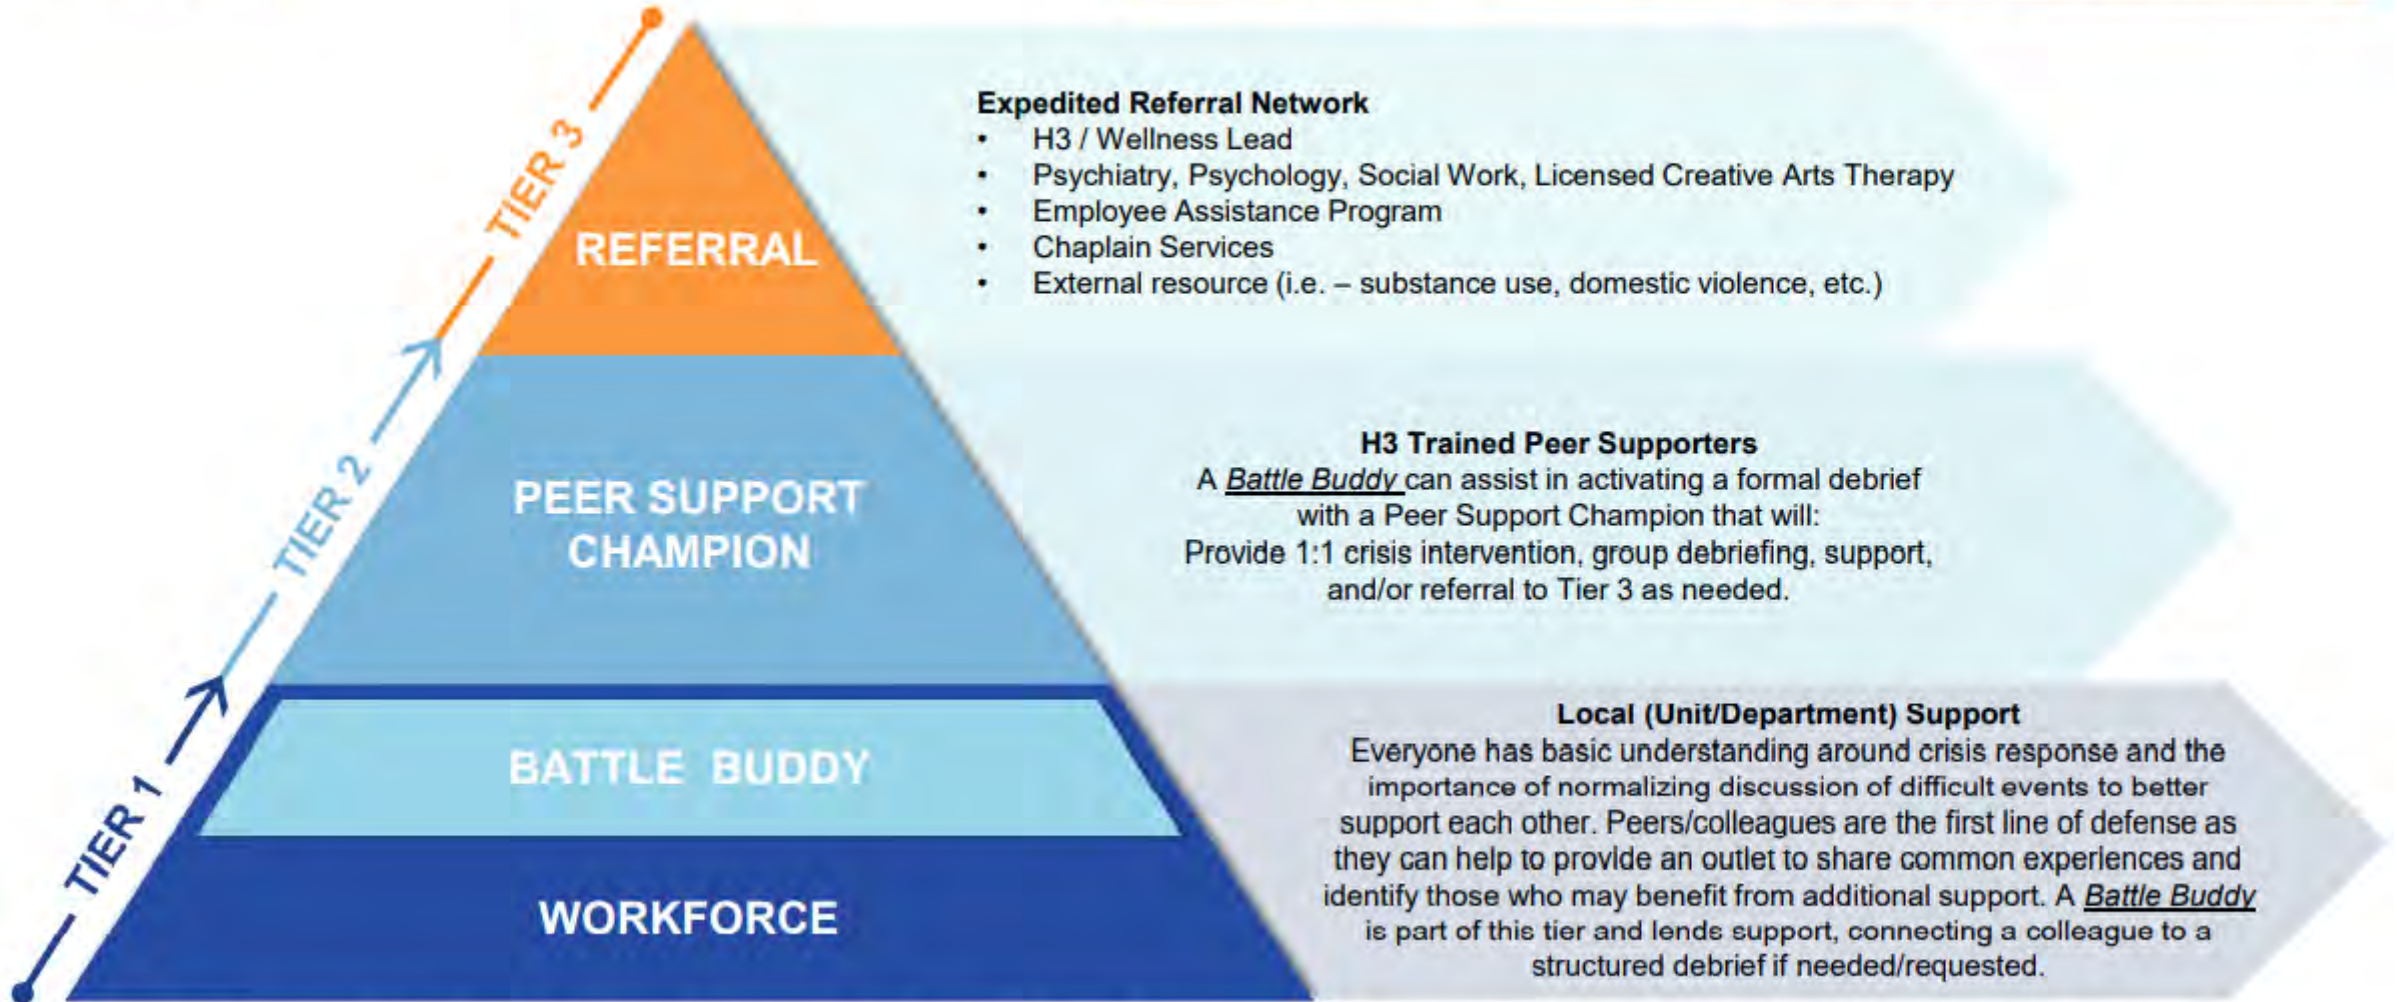 TIER 3
REFERRAL
Expedited Referral Network
• H3 / Wellness Lead
• Psychiatry, Psychology, Social Work, Licensed Creative Arts Therapy
• Employee Assistance Program
• Chaplain Services
• External resource (i.e. – substance use, domestic violence, etc.)
TIER 2
PEER SUPPORT
CHAMPION
H3 Trained Peer Supporters
A Battle Buddy can assist in activating a formal debrief
with a Peer Support Champion that will:
Provide 1:1 crisis intervention, group debriefing, support,
and/or referral to Tier 3 as needed.
TIER 1
BATTLE BUDDY
WORKFORCE
Local (Unit/Department) Support
Everyone has basic understanding around crisis response and the
importance of normalizing discussion of difficult events to better
support each other. Peers/colleagues are the first line of defense as
they can help to provide an outlet to share common experiences and
identify those who may benefit from additional support. A Battle Buddy
is part of this tier and lends support, connecting a colleague to a
structured debrief if needed/requested.